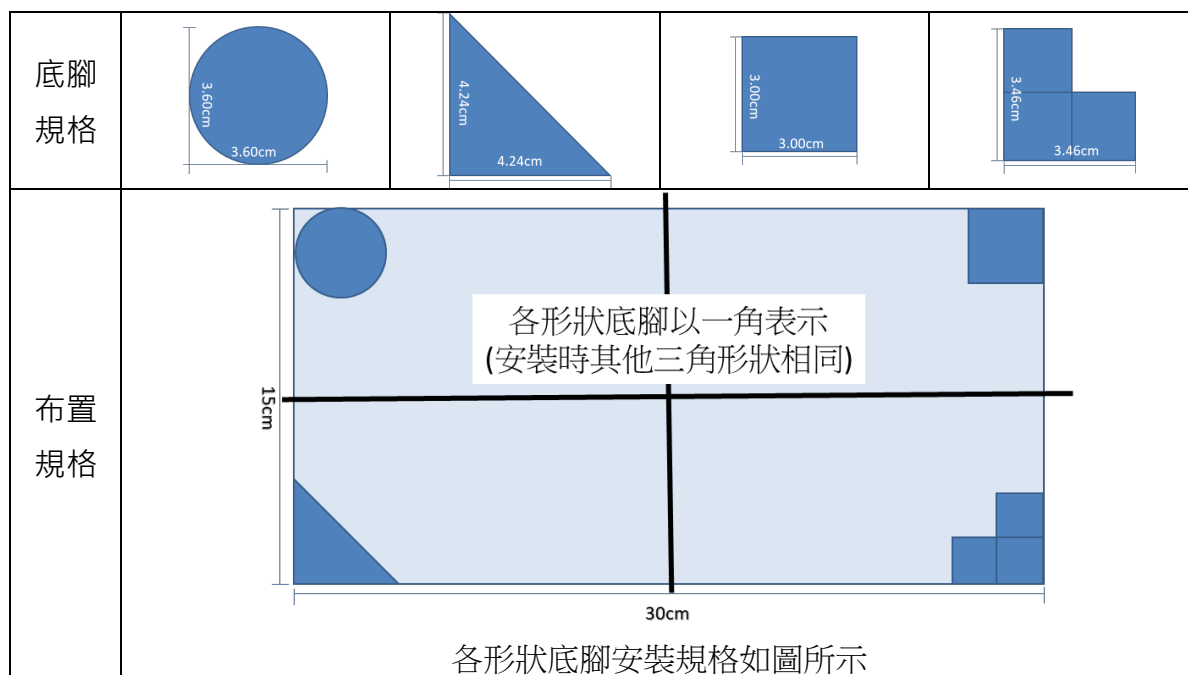 底腳
規格
3.60cm
3.60cm
4.24cm
4.24cm
3.00cm
3.00cm
3.46cm
3.46cm
布置
規格
各形狀底腳以一角表示
(安裝時其他三角形狀相同)
15cm
30cm
各形狀底腳安裝規格如圖所示